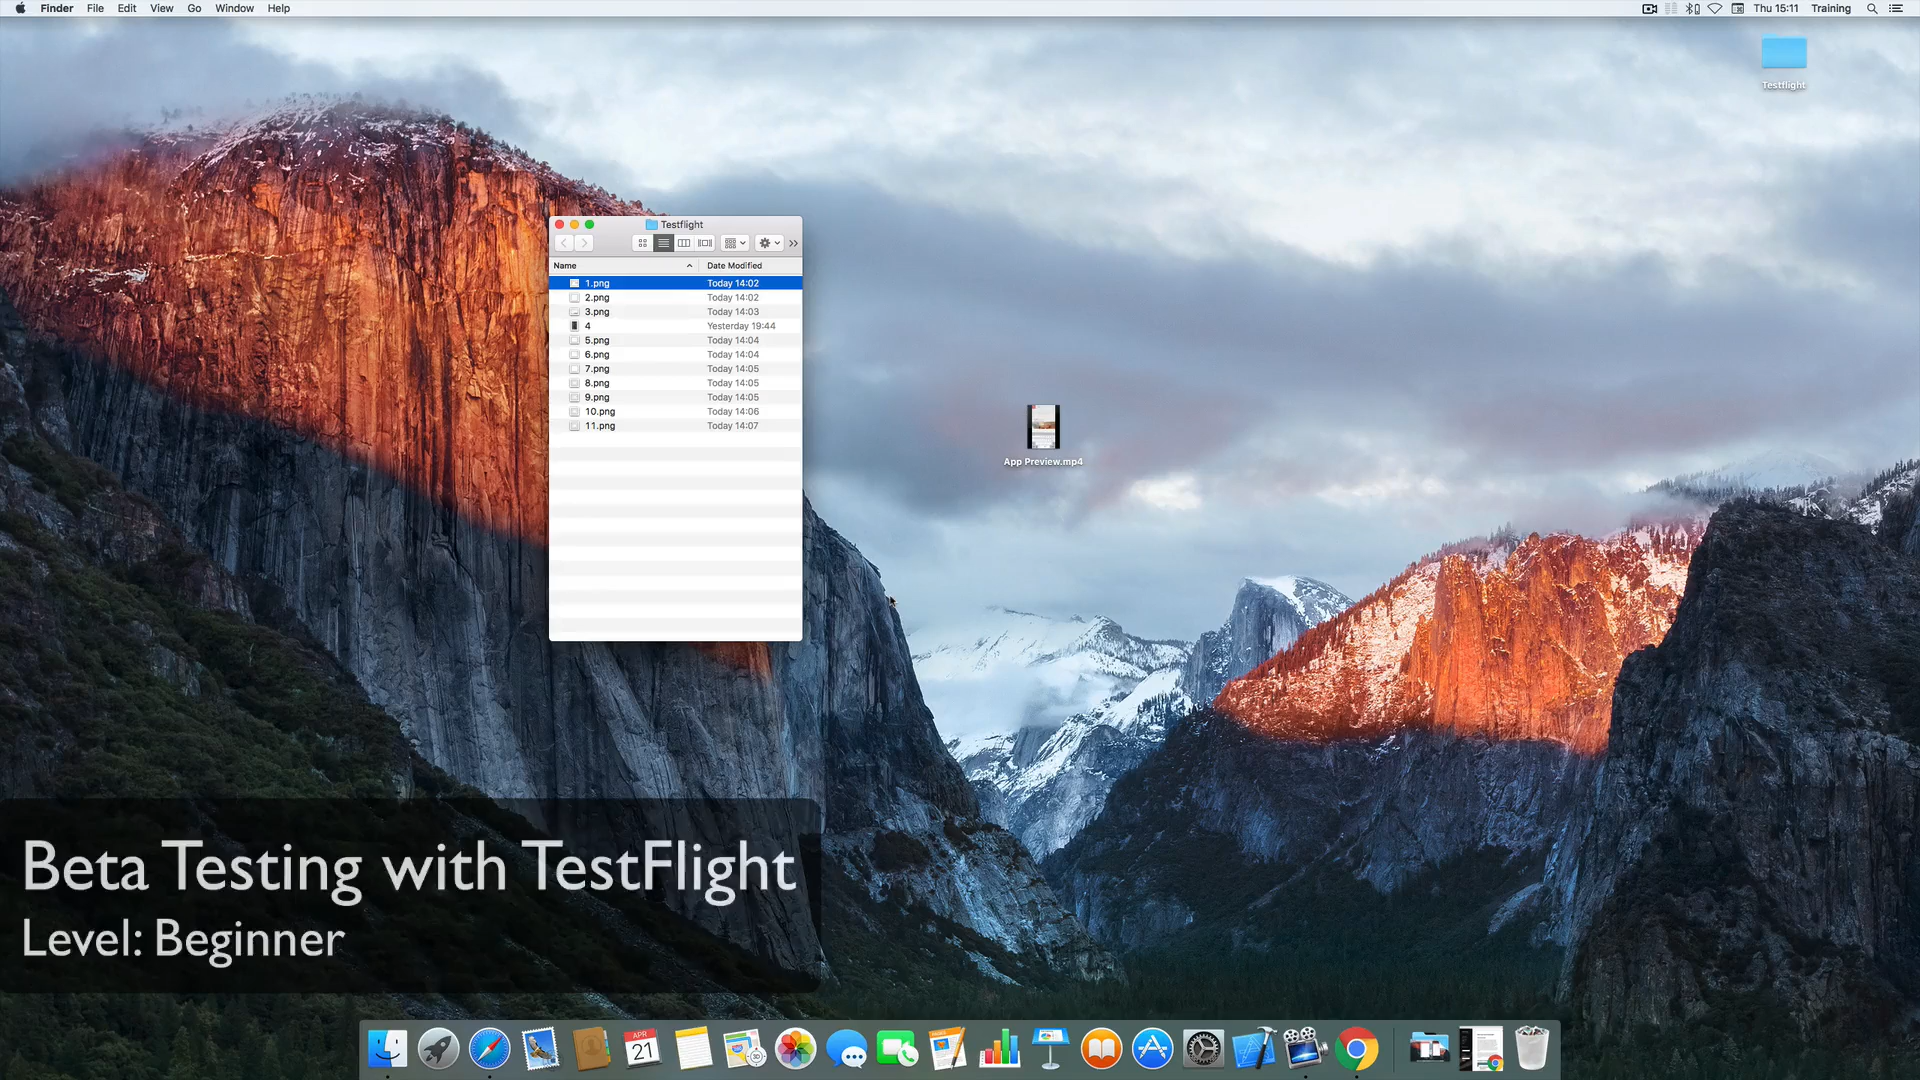 Finder File Edit View Go Window Help
Thu 15:11 Training
Testflight
Testflight
Name Date Modified
1.png Today 14:02
2.png Today 14:02
3.png Today 14:03
4 Yesterday 19:44
5.png Today 14:04
6.png Today 14:04
7.png Today 14:05
8.png Today 14:05
9.png Today 14:05
10.png Today 14:06
11.png Today 14:07
App Preview.mp4
Beta Testing with TestFlight
Level: Beginner
APR
21
PAGES
3D